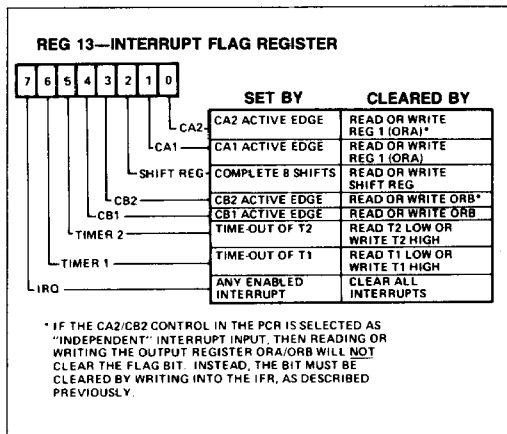 REG 13—INTERRUPT FLAG REGISTER
7 6 5 4 3 2 1 0
SET BY CLEARED BY
CA2 CA2 ACTIVE EDGE READ OR WRITE
REG 1 (ORA)*
CA1 CA1 ACTIVE EDGE READ OR WRITE
REG 1 (ORA)
SHIFT REG COMPLETE 8 SHIFTS READ OR WRITE
SHIFT REG
CB2 CB2 ACTIVE EDGE READ OR WRITE ORB*
CB1 CB1 ACTIVE EDGE READ OR WRITE ORB
TIMER 2 TIME-OUT OF T2 READ T2 LOW OR
WRITE T2 HIGH
TIMER 1 TIME-OUT OF T1 READ T1 LOW OR
WRITE T1 HIGH
IRQ ANY ENABLED CLEAR ALL
INTERRUPT INTERRUPTS
* IF THE CA2/CB2 CONTROL IN THE PCR IS SELECTED AS
"INDEPENDENT" INTERRUPT INPUT, THEN READING OR
WRITING THE OUTPUT REGISTER ORA/ORB WILL NOT
CLEAR THE FLAG BIT. INSTEAD, THE BIT MUST BE
CLEARED BY WRITING INTO THE IFR, AS DESCRIBED
PREVIOUSLY.